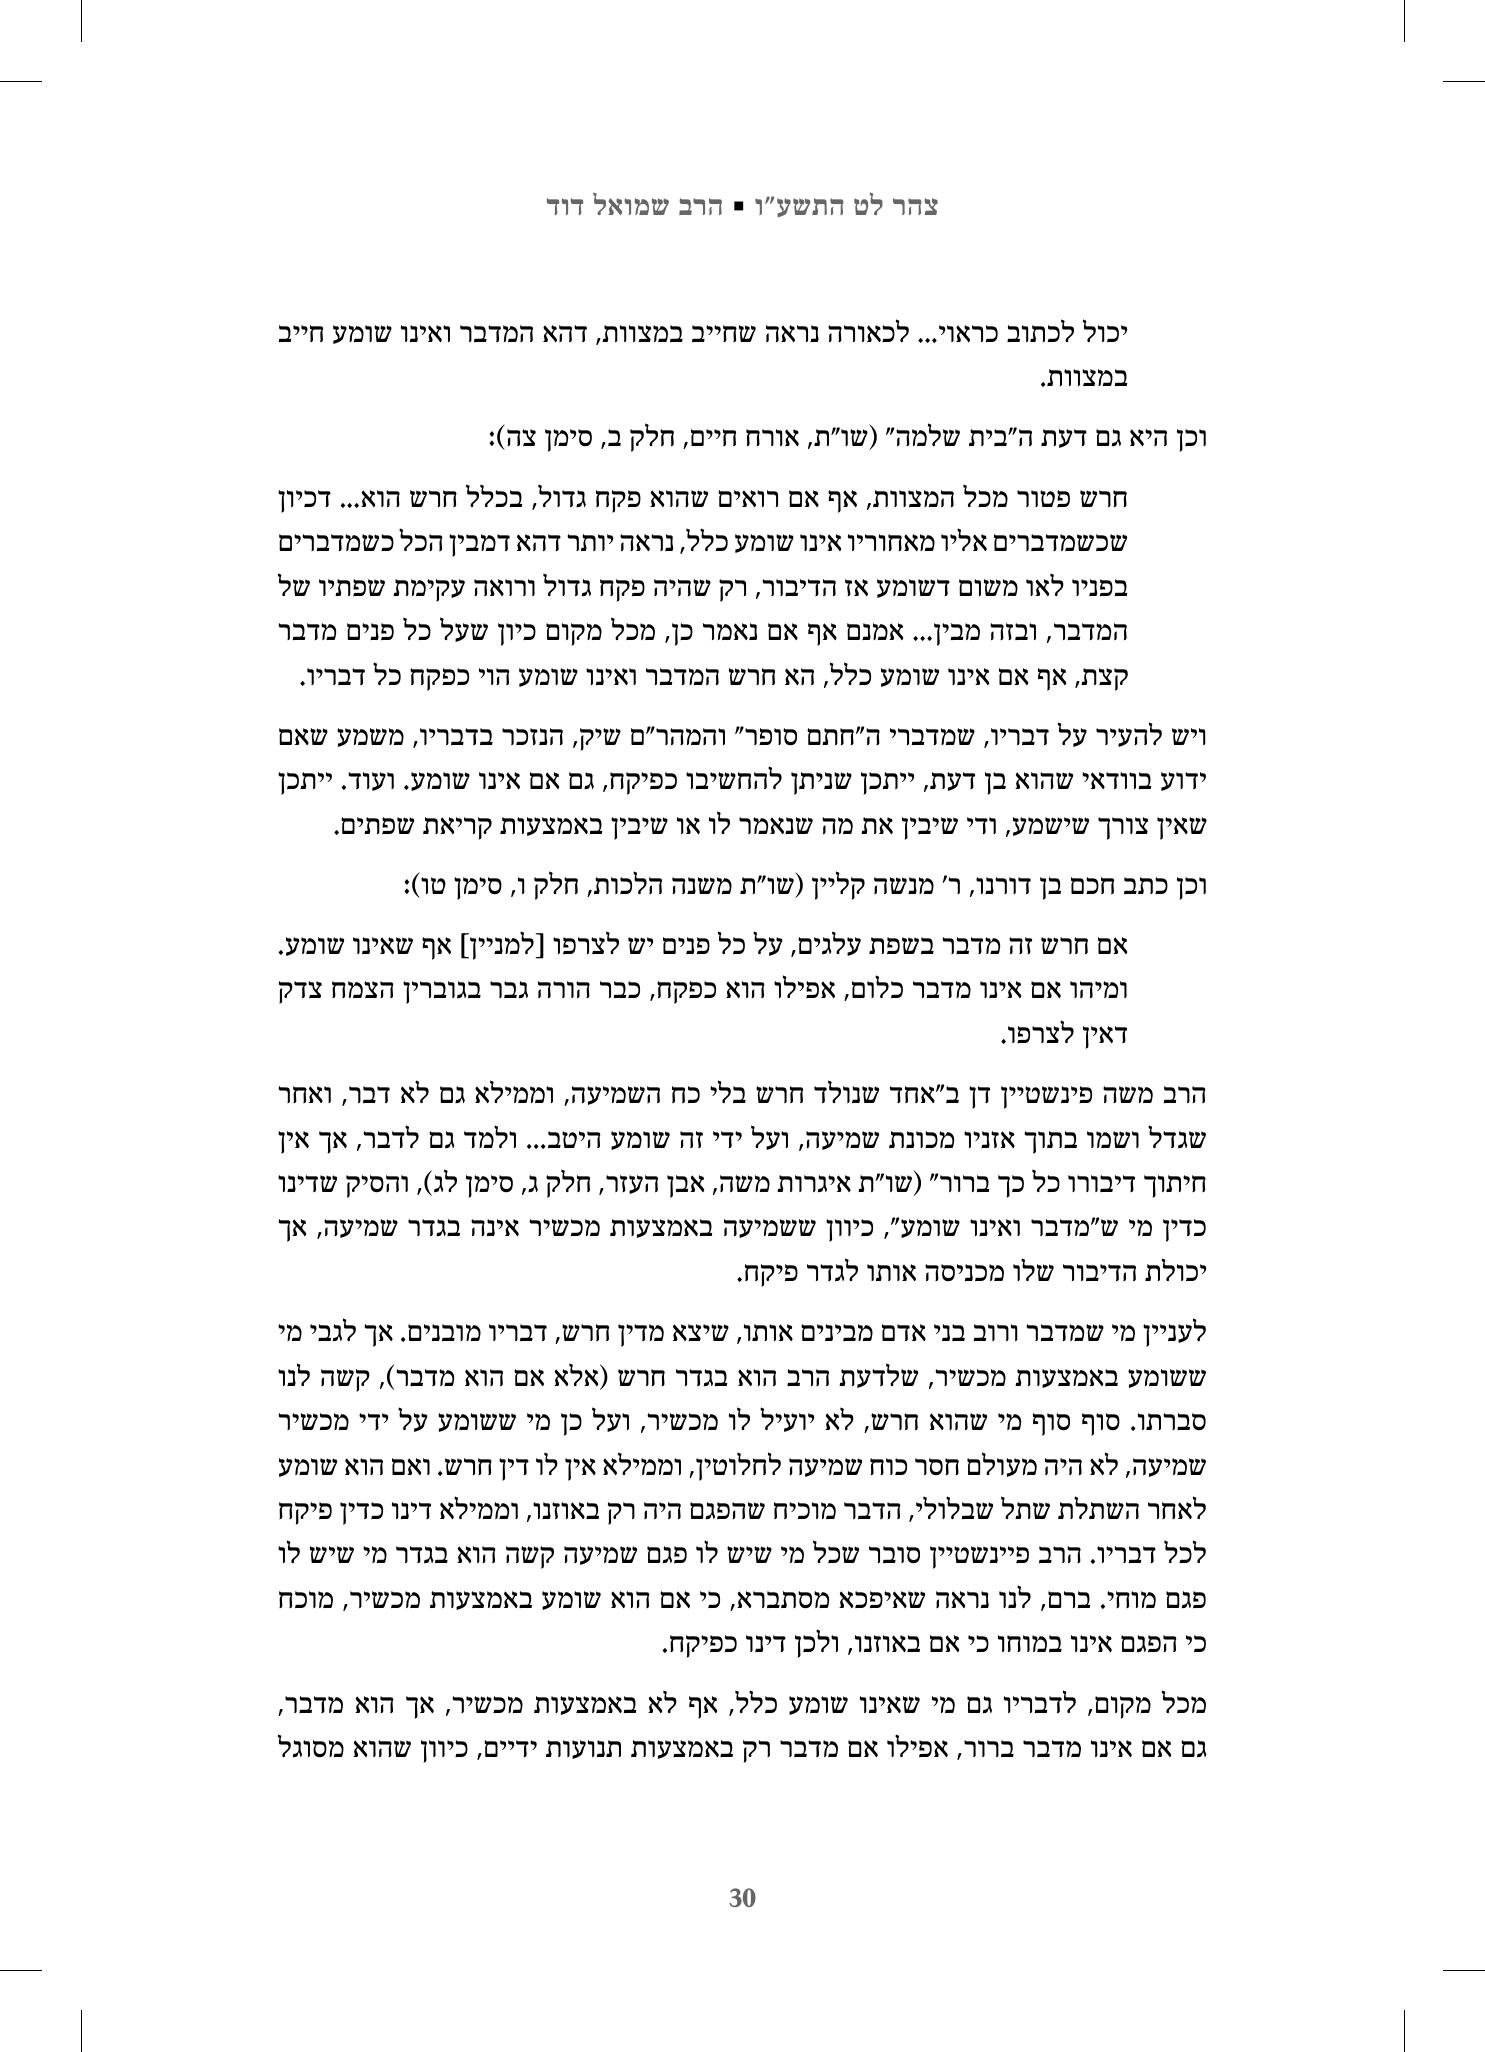 צהר לט התשע"ו ▪ הרב שמואל דוד
יכול לכתוב כראוי... לכאורה נראה שחייב במצוות, דהא המדבר ואינו שומע חייב
במצוות.
וכן היא גם דעת ה"בית שלמה" (שו"ת, אורח חיים, חלק ב, סימן צה):
חרש פטור מכל המצוות, אף אם רואים שהוא פקח גדול, בכלל חרש הוא... דכיון
שכשמדברים אליו מאחוריו אינו שומע כלל, נראה יותר דהא דמבין הכל כשמדברים
בפניו לאו משום דשומע אז הדיבור, רק שהיה פקח גדול ורואה עקימת שפתיו של
המדבר, ובזה מבין... אמנם אף אם נאמר כן, מכל מקום כיון שעל כל פנים מדבר
קצת, אף אם אינו שומע כלל, הא חרש המדבר ואינו שומע הוי כפקח כל דבריו.
ויש להעיר על דבריו, שמדברי ה"חתם סופר" והמהר"ם שיק, הנזכר בדבריו, משמע שאם
ידוע בוודאי שהוא בן דעת, ייתכן שניתן להחשיבו כפיקח, גם אם אינו שומע. ועוד. ייתכן
שאין צורך שישמע, ודי שיבין את מה שנאמר לו או שיבין באמצעות קריאת שפתים.
וכן כתב חכם בן דורנו, ר' מנשה קליין (שו"ת משנה הלכות, חלק ו, סימן טו):
אם חרש זה מדבר בשפת עלגים, על כל פנים יש לצרפו [למניין] אף שאינו שומע.
ומיהו אם אינו מדבר כלום, אפילו הוא כפקח, כבר הורה גבר בגוברין הצמח צדק
דאין לצרפו.
הרב משה פינשטיין דן ב"אחד שנולד חרש בלי כח השמיעה, וממילא גם לא דבר, ואחר
שגדל ושמו בתוך אזניו מכונת שמיעה, ועל ידי זה שומע היטב... ולמד גם לדבר, אך אין
חיתוך דיבורו כל כך ברור" (שו"ת איגרות משה, אבן העזר, חלק ג, סימן לג), והסיק שדינו
כדין מי ש"מדבר ואינו שומע", כיוון ששמיעה באמצעות מכשיר אינה בגדר שמיעה, אך
יכולת הדיבור שלו מכניסה אותו לגדר פיקח.
לעניין מי שמדבר ורוב בני אדם מבינים אותו, שיצא מדין חרש, דבריו מובנים. אך לגבי מי
ששומע באמצעות מכשיר, שלדעת הרב הוא בגדר חרש (אלא אם הוא מדבר), קשה לנו
סברתו. סוף סוף מי שהוא חרש, לא יועיל לו מכשיר, ועל כן מי ששומע על ידי מכשיר
שמיעה, לא היה מעולם חסר כוח שמיעה לחלוטין, וממילא אין לו דין חרש. ואם הוא שומע
לאחר השתלת שתל שבלולי, הדבר מוכיח שהפגם היה רק באוזנו, וממילא דינו כדין פיקח
לכל דבריו. הרב פיינשטיין סובר שכל מי שיש לו פגם שמיעה קשה הוא בגדר מי שיש לו
פגם מוחי. ברם, לנו נראה שאיפכא מסתברא, כי אם הוא שומע באמצעות מכשיר, מוכח
כי הפגם אינו במוחו כי אם באוזנו, ולכן דינו כפיקח.
מכל מקום, לדבריו גם מי שאינו שומע כלל, אף לא באמצעות מכשיר, אך הוא מדבר,
גם אם אינו מדבר ברור, אפילו אם מדבר רק באמצעות תנועות ידיים, כיוון שהוא מסוגל
30